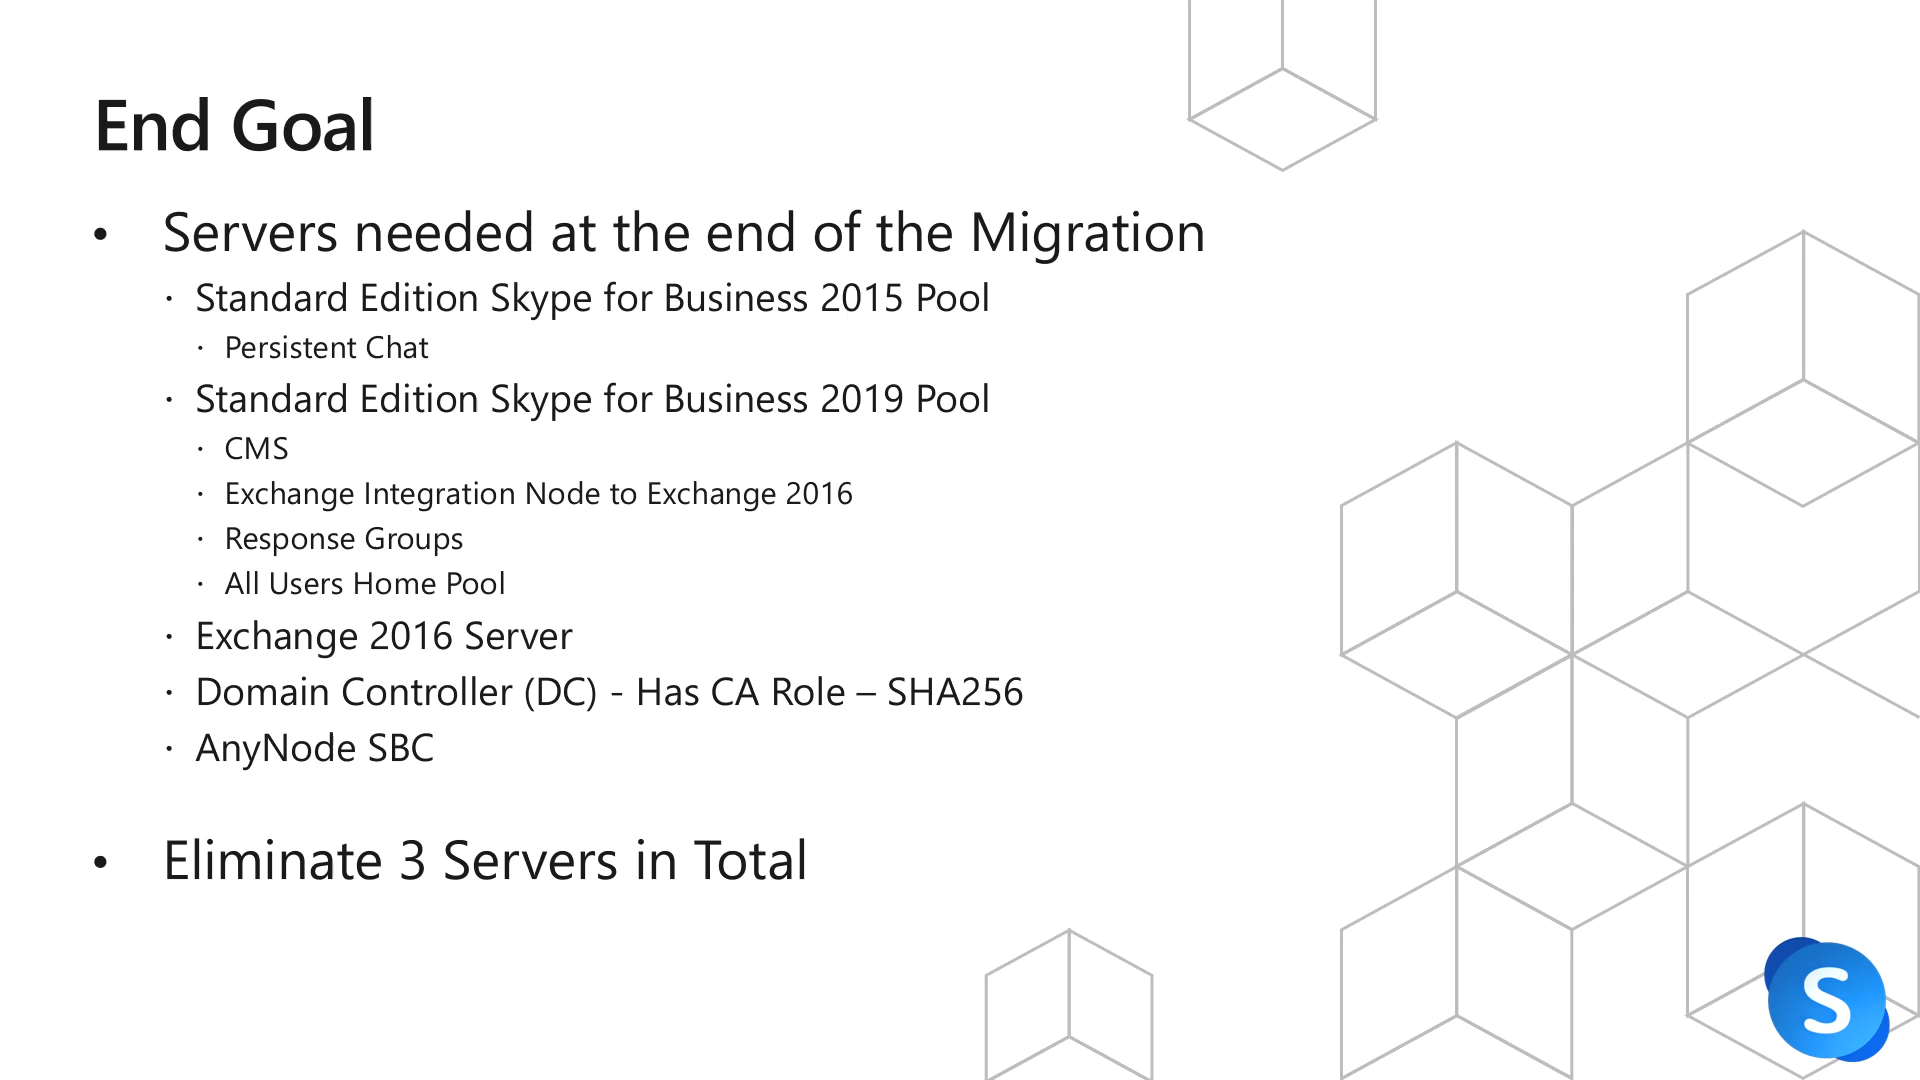 End Goal
• Servers needed at the end of the Migration
· Standard Edition Skype for Business 2015 Pool
· Persistent Chat
· Standard Edition Skype for Business 2019 Pool
· CMS
· Exchange Integration Node to Exchange 2016
· Response Groups
· All Users Home Pool
· Exchange 2016 Server
· Domain Controller (DC) - Has CA Role – SHA256
· AnyNode SBC
• Eliminate 3 Servers in Total
S